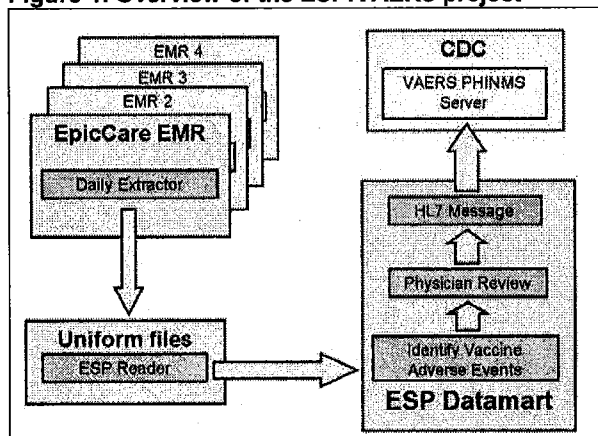 Figure 1. Overview of the ESP:VAERS project
EMR 4
EMR 3
EMR 2
EpicCare EMR
Daily Extractor
Uniform files
ESP Reader
CDC
VAERS PHINMS
Server
HL7 Message
Physician Review
Identify Vaccine
Adverse Events
ESP Datamart